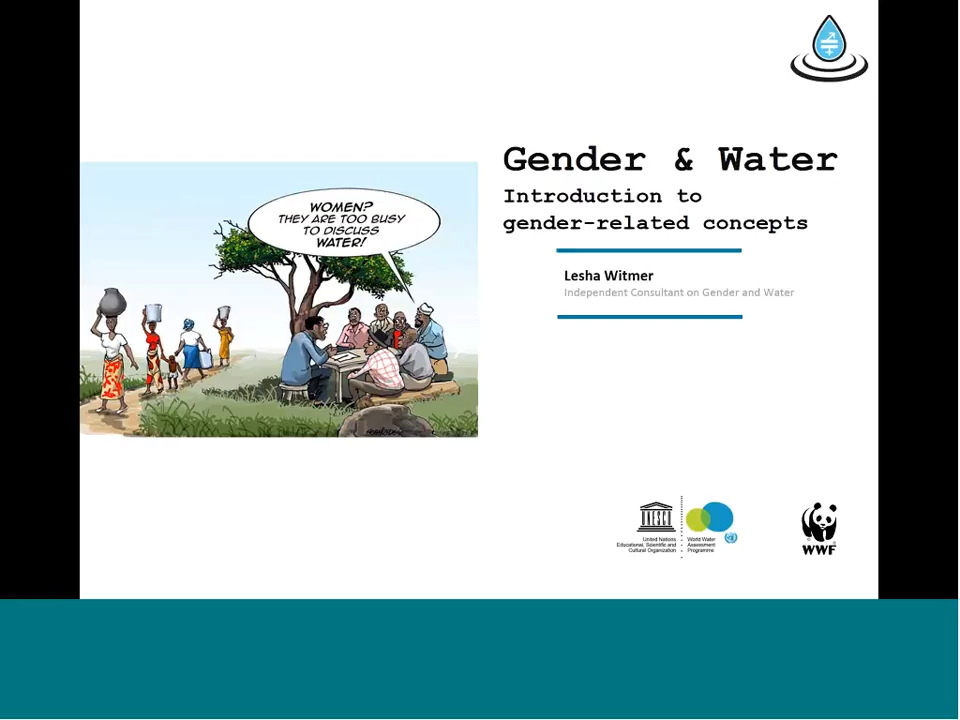 Gender & Water
Introduction to
gender-related concepts
WOMEN?
THEY ARE TOO BUSY
TO DISCUSS
WATER!
Lesha Witmer
Independent Consultant on Gender and Water
UNESCO
United Nations
Educational, Scientific and
Cultural Organization
World Water
Assessment
Programme
WWF